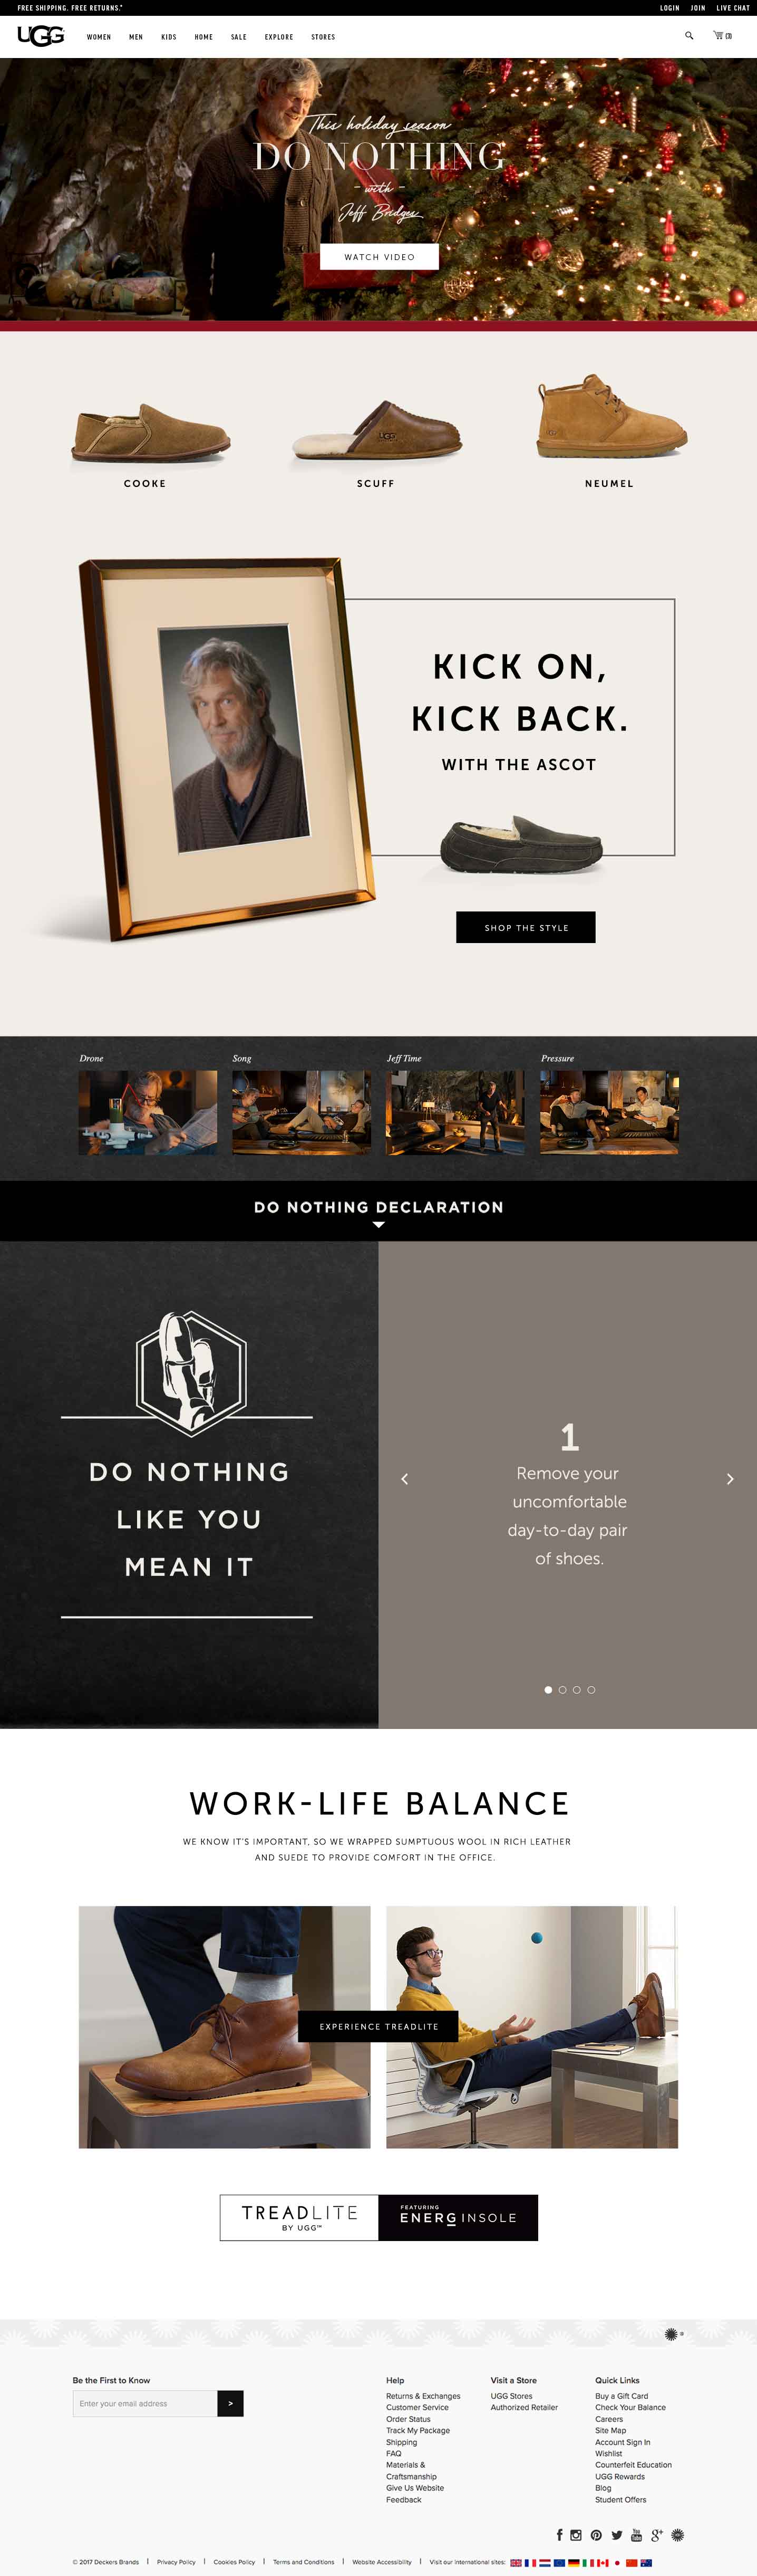 FREE SHIPPING. FREE RETURNS.*
LOGIN JOIN LIVE CHAT
UGG
WOMEN MEN KIDS HOME SALE EXPLORE STORES
This holiday season
DO NOTHING
- with -
Jeff Bridges
WATCH VIDEO
UGG
COOKE
SCUFF
NEUMEL
KICK ON,
KICK BACK.
WITH THE ASCOT
SHOP THE STYLE
Drone
Song
Jeff Time
Pressure
DO NOTHING DECLARATION
DO NOTHING
LIKE YOU
MEAN IT
1
Remove your
uncomfortable
day-to-day pair
of shoes.
WORK-LIFE BALANCE
WE KNOW IT'S IMPORTANT, SO WE WRAPPED SUMPTUOUS WOOL IN RICH LEATHER
AND SUEDE TO PROVIDE COMFORT IN THE OFFICE.
EXPERIENCE TREADLITE
TREADLITE
BY UGG™
FEATURING
ENERG INSOLE
Be the First to Know
Enter your email address
>
Help
Returns & Exchanges
Customer Service
Order Status
Track My Package
Shipping
FAQ
Materials &
Craftsmanship
Give Us Website
Feedback
Visit a Store
UGG Stores
Authorized Retailer
Quick Links
Buy a Gift Card
Check Your Balance
Careers
Site Map
Account Sign In
Wishlist
Counterfeit Education
UGG Rewards
Blog
Student Offers
© 2017 Deckers Brands | Privacy Policy | Cookies Policy | Terms and Conditions | Website Accessibility | Visit our international sites: